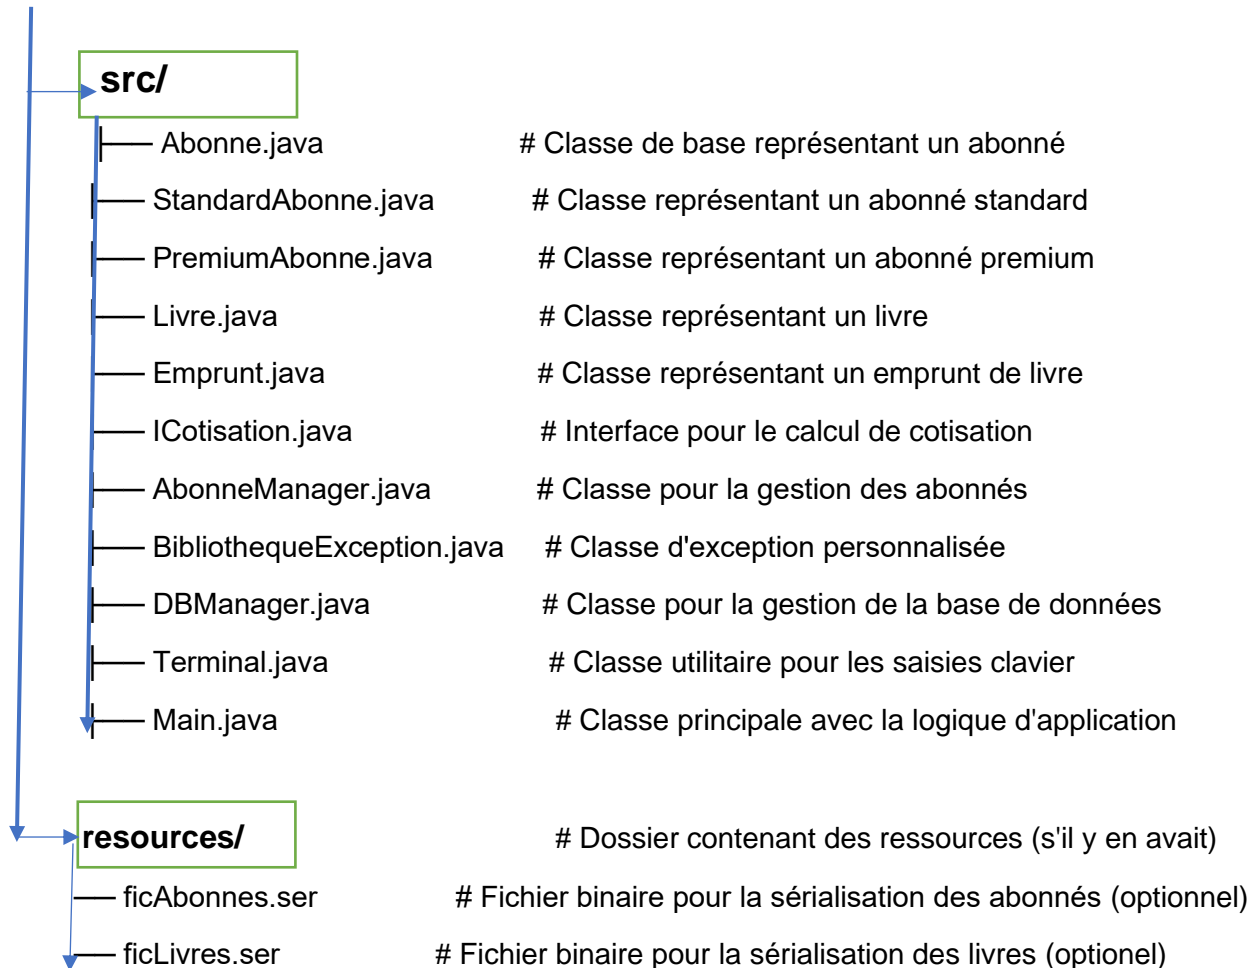 src/
├── Abonne.java # Classe de base représentant un abonné
├── StandardAbonne.java # Classe représentant un abonné standard
├── PremiumAbonne.java # Classe représentant un abonné premium
├── Livre.java # Classe représentant un livre
├── Emprunt.java # Classe représentant un emprunt de livre
├── ICotisation.java # Interface pour le calcul de cotisation
├── AbonneManager.java # Classe pour la gestion des abonnés
├── BibliothequeException.java # Classe d'exception personnalisée
├── DBManager.java # Classe pour la gestion de la base de données
├── Terminal.java # Classe utilitaire pour les saisies clavier
├── Main.java # Classe principale avec la logique d'application
resources/ # Dossier contenant des ressources (s'il y en avait)
── ficAbonnes.ser # Fichier binaire pour la sérialisation des abonnés (optionnel)
── ficLivres.ser # Fichier binaire pour la sérialisation des livres (optionel)